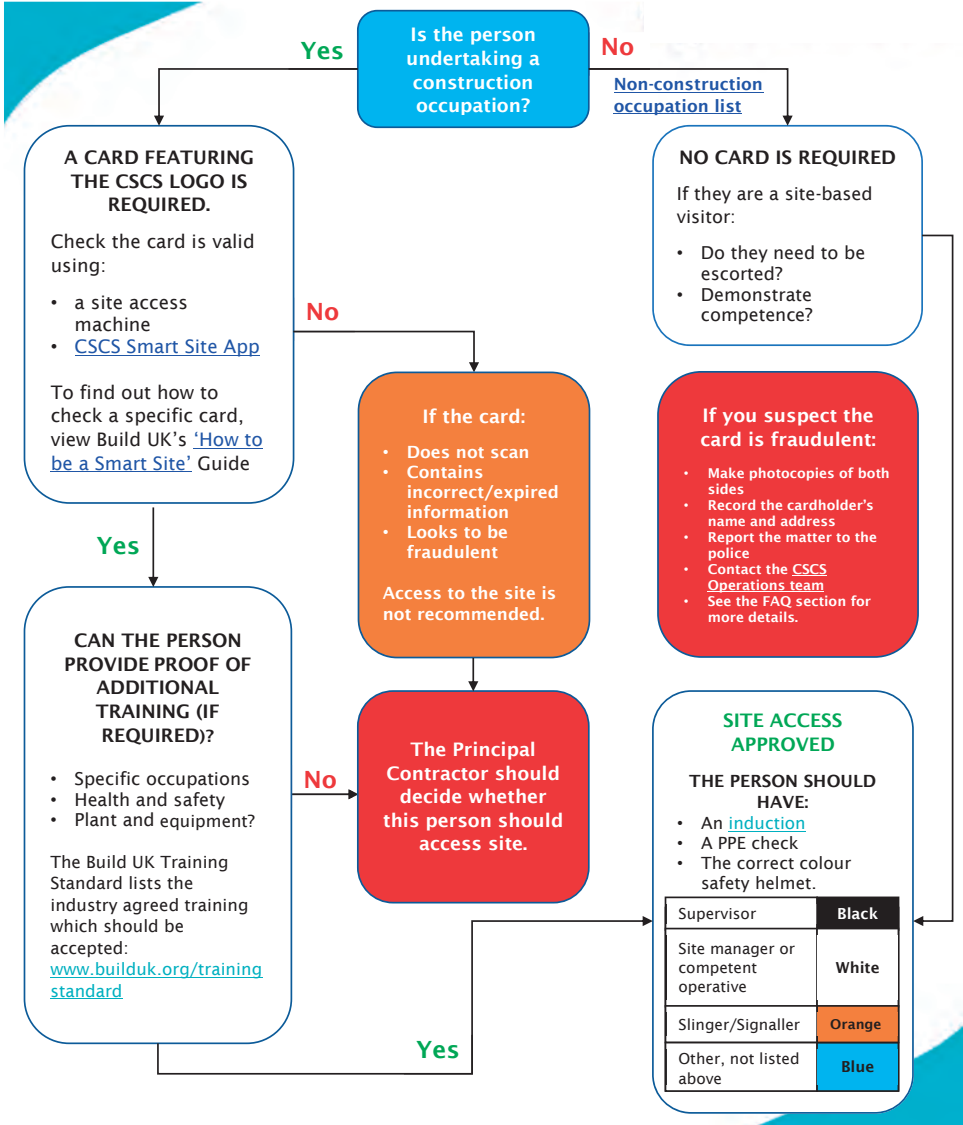 Is the person
undertaking a
construction
occupation?
Yes
No
Non-construction
occupation list
A CARD FEATURING
THE CSCS LOGO IS
REQUIRED.
Check the card is valid
using:
• a site access
machine
• CSCS Smart Site App
To find out how to
check a specific card,
view Build UK's ‘How to
be a Smart Site’ Guide
NO CARD IS REQUIRED
If they are a site-based
visitor:
• Do they need to be
escorted?
• Demonstrate
competence?
No
If the card:
• Does not scan
• Contains
incorrect/expired
information
• Looks to be
fraudulent
Access to the site is
not recommended.
If you suspect the
card is fraudulent:
• Make photocopies of both
sides
• Record the cardholder’s
name and address
• Report the matter to the
police
• Contact the CSCS
Operations team
• See the FAQ section for
more details.
Yes
CAN THE PERSON
PROVIDE PROOF OF
ADDITIONAL
TRAINING (IF
REQUIRED)?
• Specific occupations
• Health and safety
• Plant and equipment?
The Build UK Training
Standard lists the
industry agreed training
which should be
accepted:
www.builduk.org/training
standard
No
The Principal
Contractor should
decide whether
this person should
access site.
Yes
SITE ACCESS
APPROVED
THE PERSON SHOULD
HAVE:
• An induction
• A PPE check
• The correct colour
safety helmet.
Supervisor Black
Site manager or
competent White
operative
Slinger/Signaller Orange
Other, not listed Blue
above